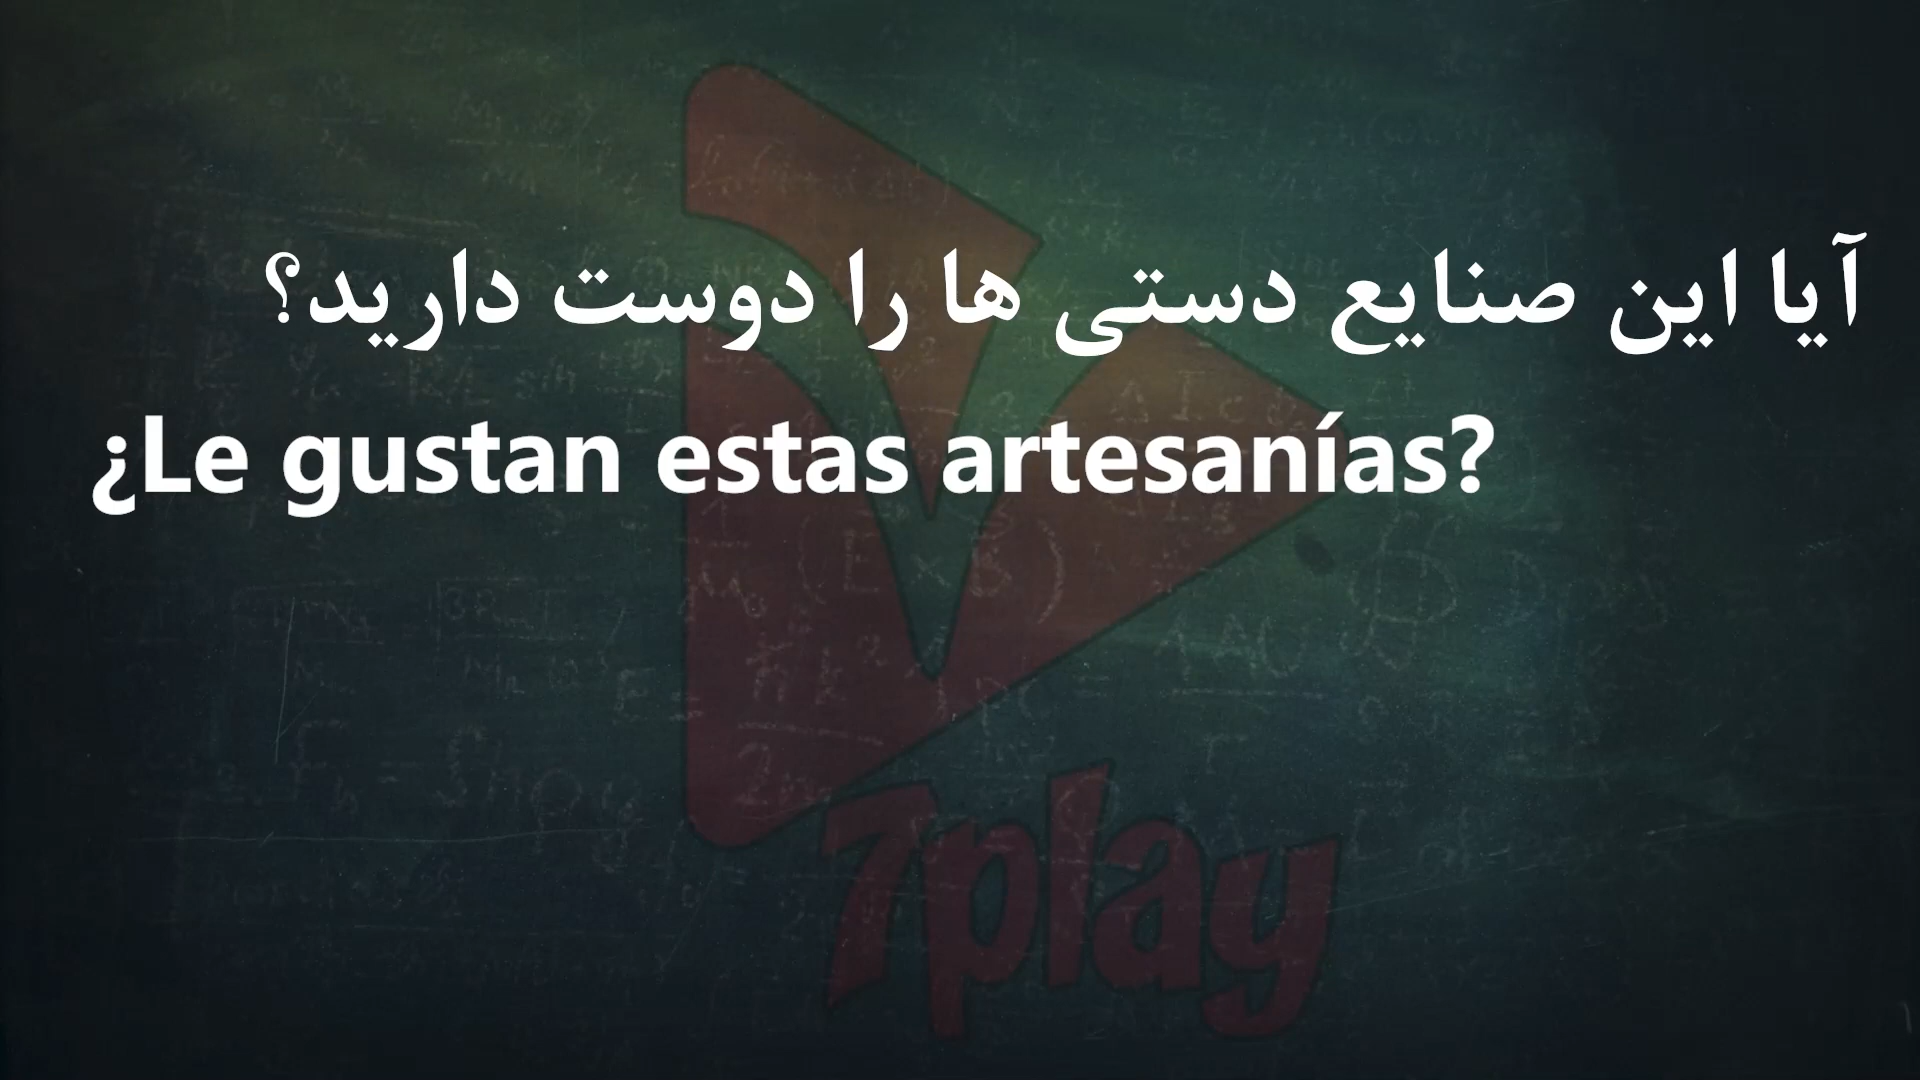 آیا این صنایع دستی ها را دوست دارید؟
¿Le gustan estas artesanías?
7play